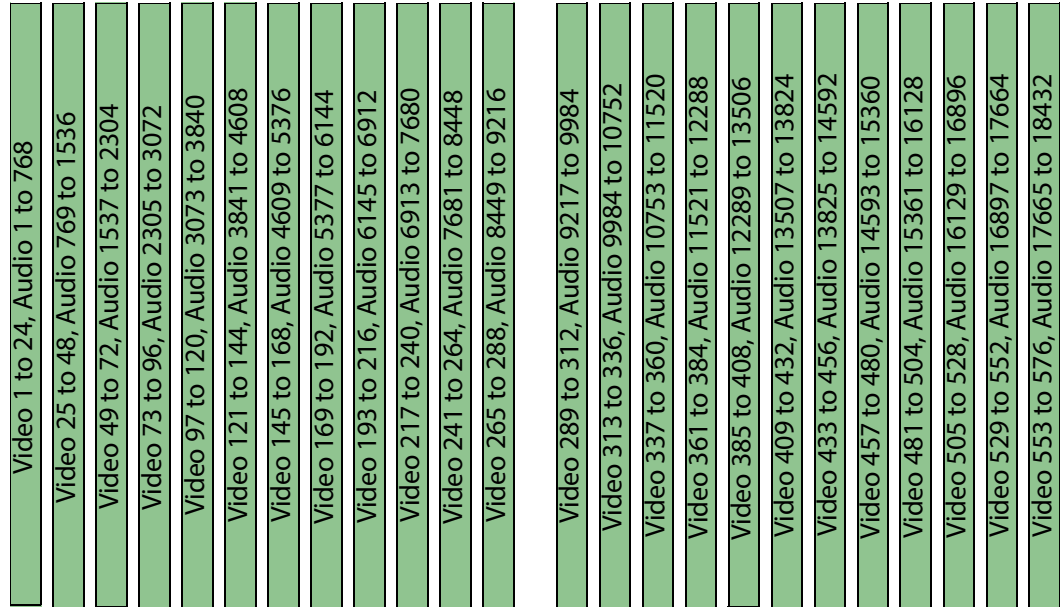 Video 1 to 24, Audio 1 to 768
Video 25 to 48, Audio 769 to 1536
Video 49 to 72, Audio 1537 to 2304
Video 73 to 96, Audio 2305 to 3072
Video 97 to 120, Audio 3073 to 3840
Video 121 to 144, Audio 3841 to 4608
Video 145 to 168, Audio 4609 to 5376
Video 169 to 192, Audio 5377 to 6144
Video 193 to 216, Audio 6145 to 6912
Video 217 to 240, Audio 6913 to 7680
Video 241 to 264, Audio 7681 to 8448
Video 265 to 288, Audio 8449 to 9216
Video 289 to 312, Audio 9217 to 9984
Video 313 to 336, Audio 9984 to 10752
Video 337 to 360, Audio 10753 to 11520
Video 361 to 384, Audio 11521 to 12288
Video 385 to 408, Audio 12289 to 13506
Video 409 to 432, Audio 13507 to 13824
Video 433 to 456, Audio 13825 to 14592
Video 457 to 480, Audio 14593 to 15360
Video 481 to 504, Audio 15361 to 16128
Video 505 to 528, Audio 16129 to 16896
Video 529 to 552, Audio 16897 to 17664
Video 553 to 576, Audio 17665 to 18432